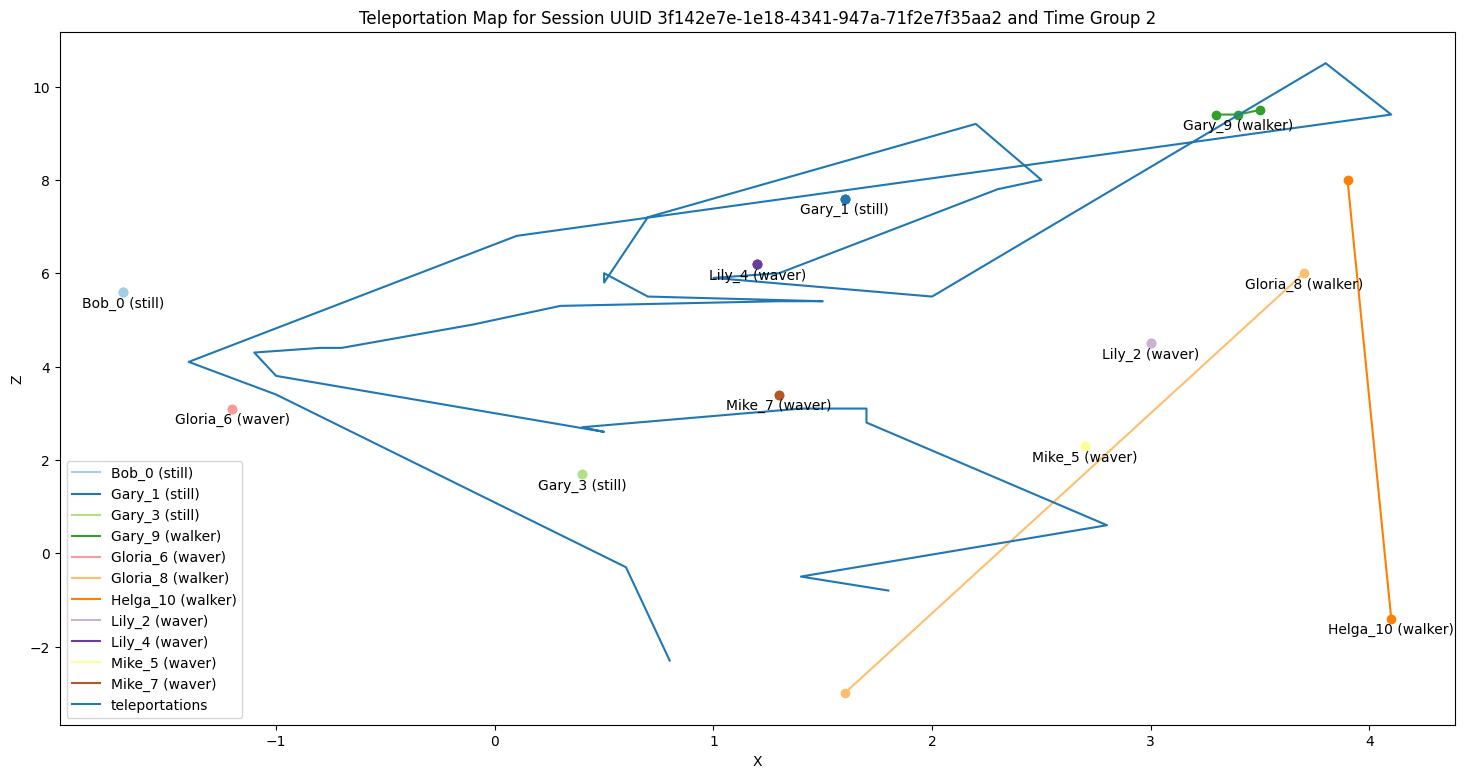 Teleportation Map for Session UUID 3f142e7e-1e18-4341-947a-71f2e7f35aa2 and Time Group 2
Z
10
8
6
4
2
0
−2
Gary_9 (walker)
Gary_1 (still)
Lily_4 (waver)
Gloria_8 (walker)
Bob_0 (still)
Lily_2 (waver)
Mike_7 (waver)
Gloria_6 (waver)
Mike_5 (waver)
Gary_3 (still)
Helga_10 (walker)
Bob_0 (still)
Gary_1 (still)
Gary_3 (still)
Gary_9 (walker)
Gloria_6 (waver)
Gloria_8 (walker)
Helga_10 (walker)
Lily_2 (waver)
Lily_4 (waver)
Mike_5 (waver)
Mike_7 (waver)
teleportations
−1 0 1 2 3 4
X